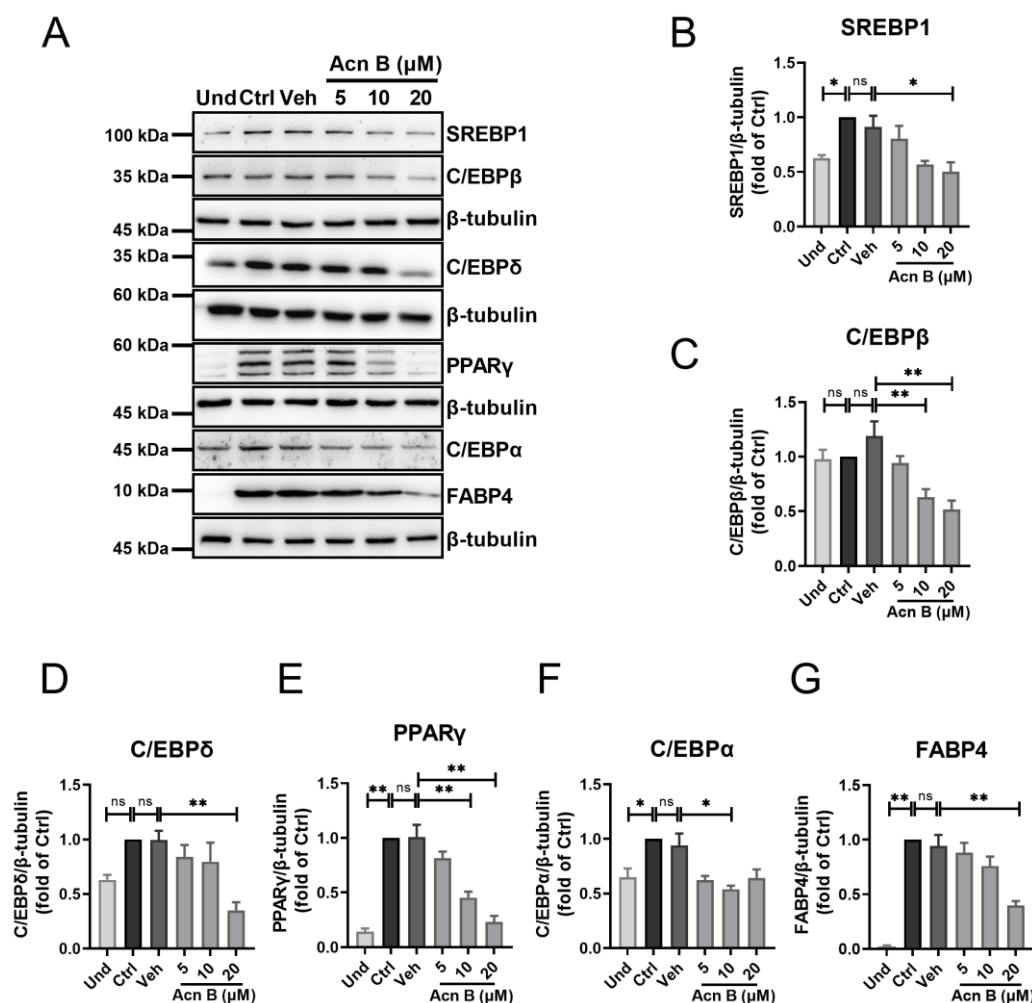 A
Acn B (μM)
Und Ctrl Veh 5 10 20
100 kDa SREBP1
35 kDa C/EBPβ
45 kDa β-tubulin
35 kDa C/EBPδ
60 kDa β-tubulin
60 kDa PPARγ
45 kDa β-tubulin
45 kDa C/EBPα
10 kDa FABP4
45 kDa β-tubulin
B
SREBP1
SREBP1/β-tubulin
(fold of Ctrl)
1.5
1.0
0.5
0.0
* ns *
Und Ctrl Veh 5 10 20
Acn B (μM)
C
C/EBPβ
C/EBPβ/β-tubulin
(fold of Ctrl)
1.5
1.0
0.5
0.0
**
ns ns **
Und Ctrl Veh 5 10 20
Acn B (μM)
D
C/EBPδ
C/EBPδ/β-tubulin
(fold of Ctrl)
1.5
1.0
0.5
0.0
ns ns **
Und Ctrl Veh 5 10 20
Acn B (μM)
E
PPARγ
PPARγ/β-tubulin
(fold of Ctrl)
1.5
1.0
0.5
0.0
**
** ns **
Und Ctrl Veh 5 10 20
Acn B (μM)
F
C/EBPα
C/EBPα/β-tubulin
(fold of Ctrl)
1.5
1.0
0.5
0.0
* ns *
Und Ctrl Veh 5 10 20
Acn B (μM)
G
FABP4
FABP4/β-tubulin
(fold of Ctrl)
1.5
1.0
0.5
0.0
** ns **
Und Ctrl Veh 5 10 20
Acn B (μM)